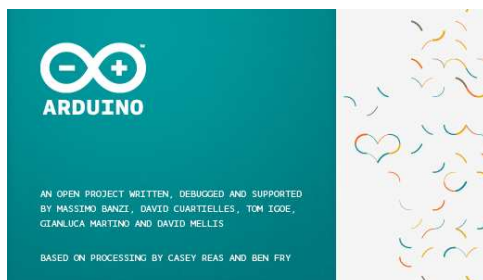 ARDUINO
AN OPEN PROJECT WRITTEN, DEBUGGED AND SUPPORTED
BY MASSIMO BANZI, DAVID CUARTIELLES, TOM IGOE,
GIANLUCA MARTINO AND DAVID MELLIS
BASED ON PROCESSING BY CASEY REAS AND BEN FRY